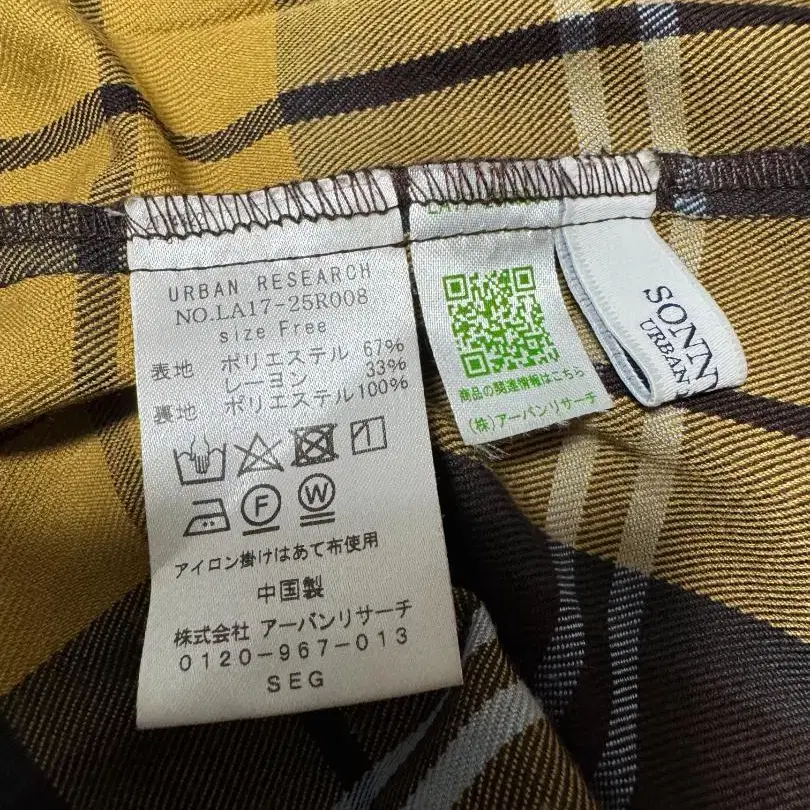 URBAN RESEARCH
NO.LA17-25R008
size Free
表地 ポリエステル 67%
レーヨン 33%
裏地 ポリエステル 100%
F W
アイロン掛けはあて布使用
中国製
株式会社 アーバンリサーチ
0120-967-013
SEG
商品の関連情報はこちら
(株)アーバンリサーチ
SONN
URBAN